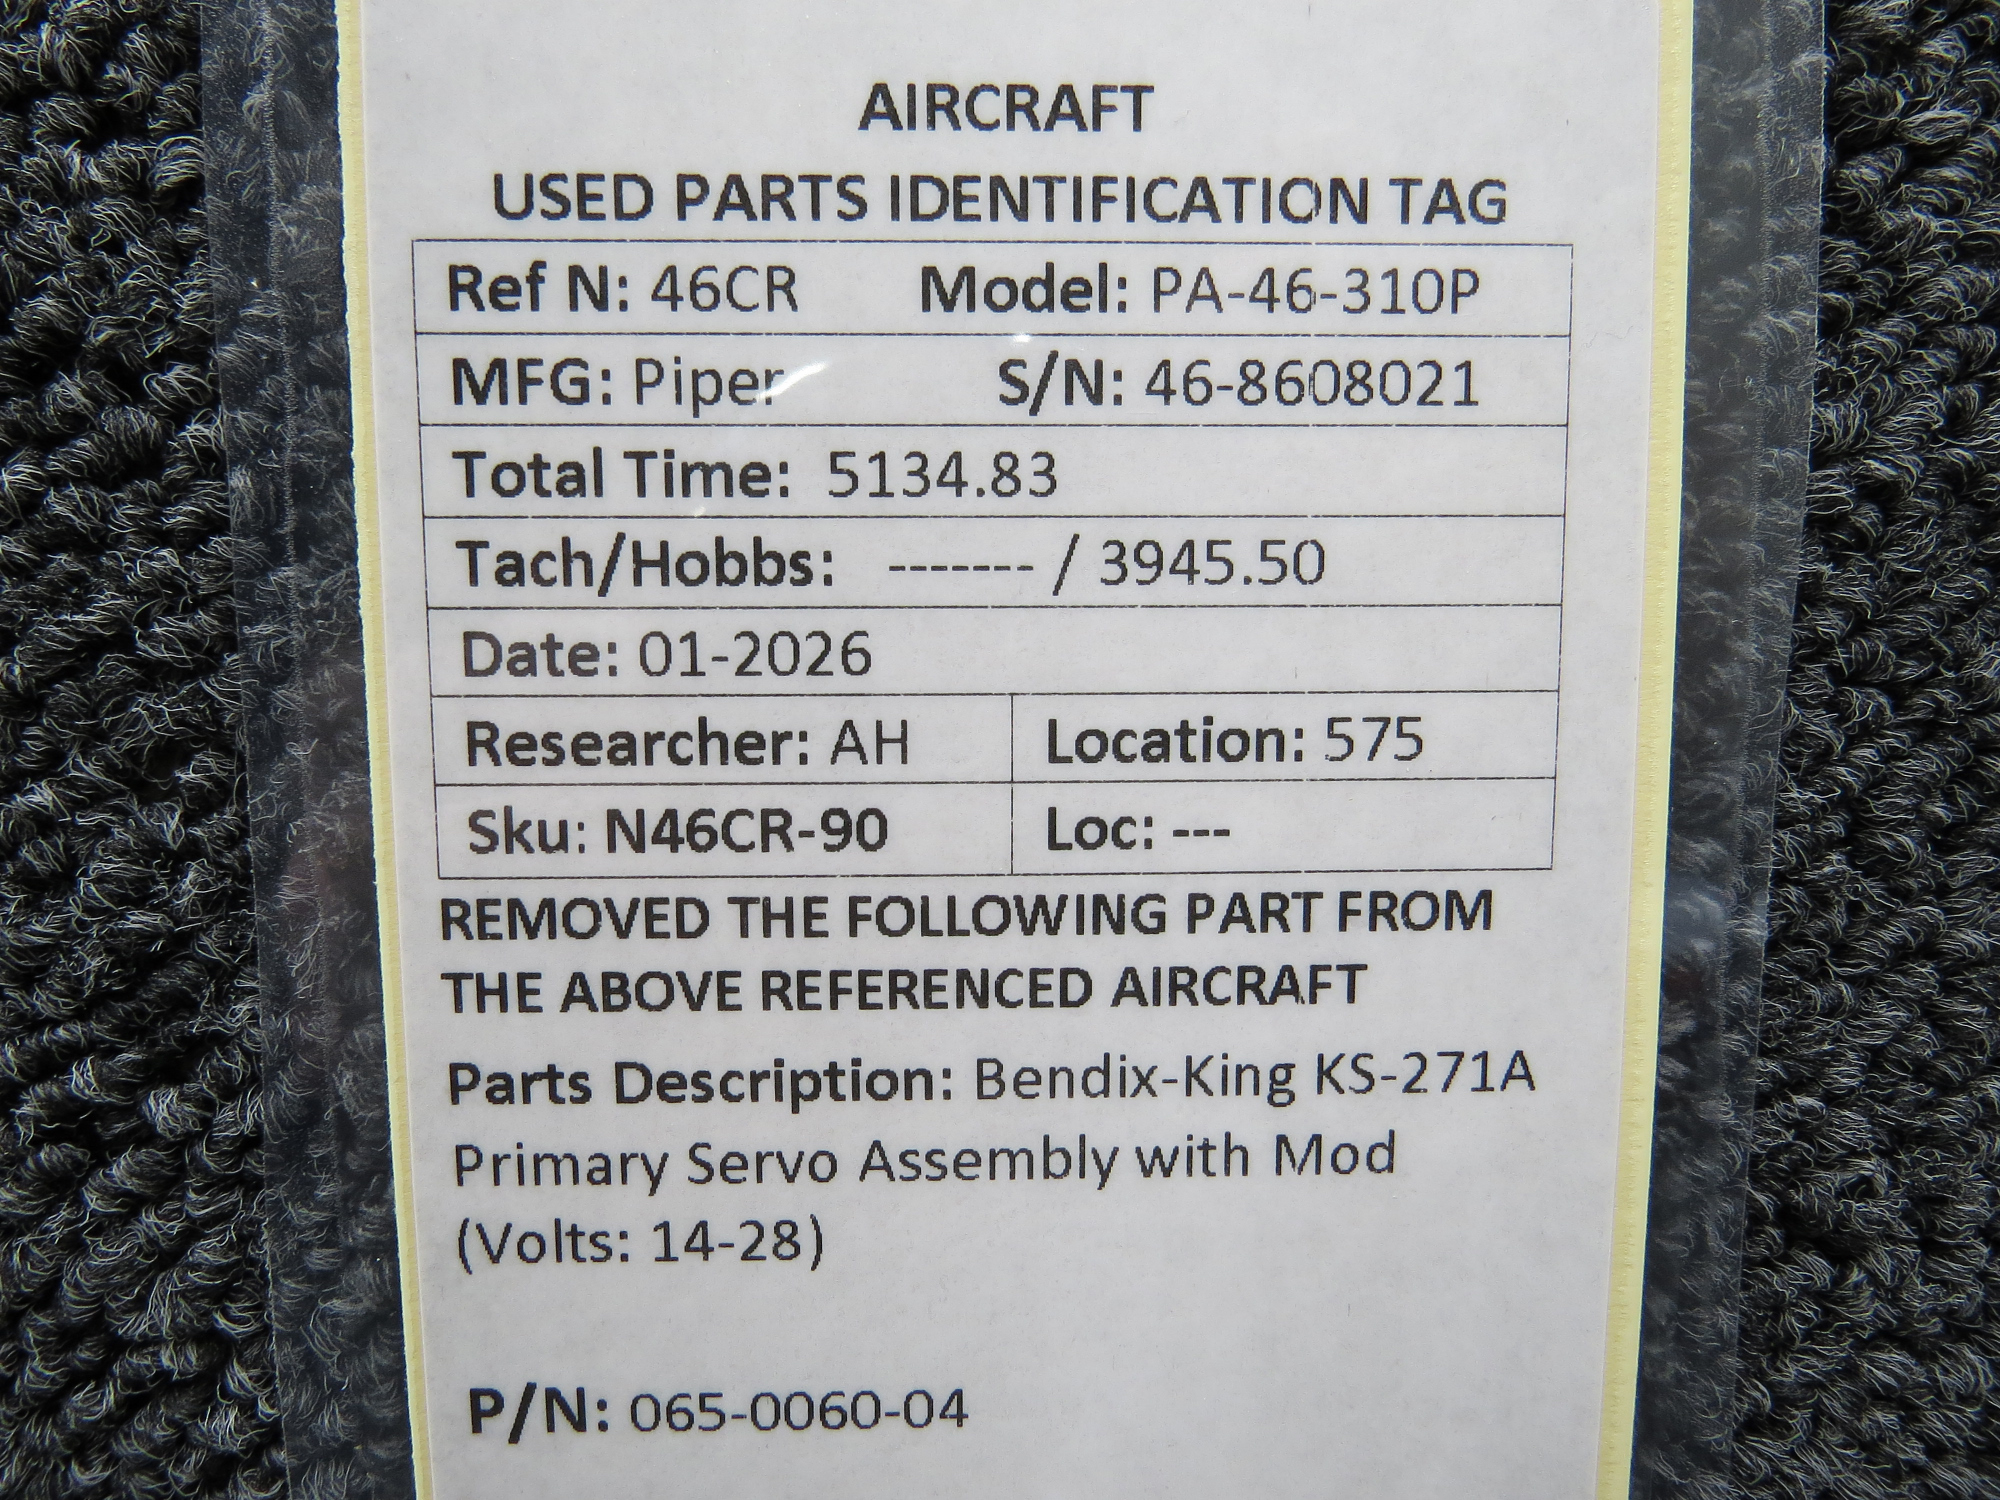 AIRCRAFT
USED PARTS IDENTIFICATION TAG
Ref N: 46CR Model: PA-46-310P
MFG: Piper S/N: 46-8608021
Total Time: 5134.83
Tach/Hobbs: ------- / 3945.50
Date: 01-2026
Researcher: AH Location: 575
Sku: N46CR-90 Loc: ---
REMOVED THE FOLLOWING PART FROM
THE ABOVE REFERENCED AIRCRAFT
Parts Description: Bendix-King KS-271A
Primary Servo Assembly with Mod
(Volts: 14-28)
P/N: 065-0060-04